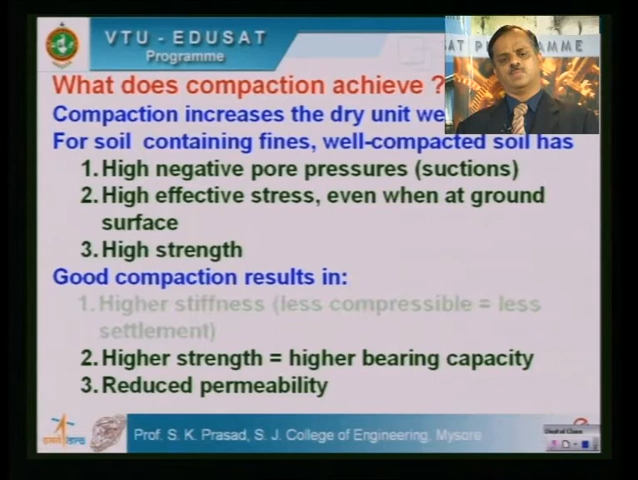 VTU - EDUSAT
Programme
AT PROGRAMME
What does compaction achieve ?
Compaction increases the dry unit we
For soil containing fines, well-compacted soil has
1. High negative pore pressures (suctions)
2. High effective stress, even when at ground
surface
3. High strength
Good compaction results in:
1. Higher stiffness (less compressible = less
settlement)
2. Higher strength = higher bearing capacity
3. Reduced permeability
Prof. S. K. Prasad, S. J. College of Engineering, Mysore